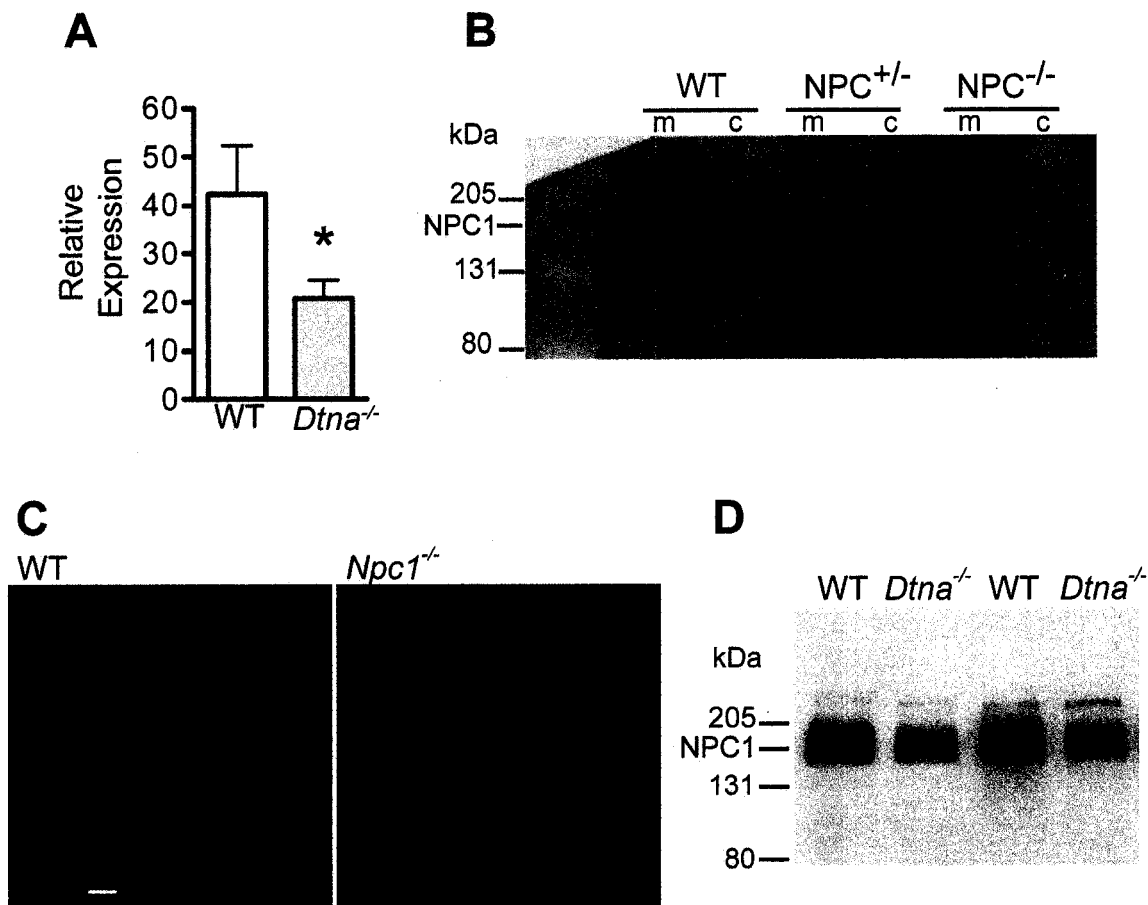 A
60
50
40
30
20
10
0
Relative
Expression
*
WT Dtna-/-
B
WT NPC+/- NPC-/-
m c m c m c
kDa
205
NPC1
131
80
C
WT Npc1-/-
D
WT Dtna-/- WT Dtna-/-
kDa
205
NPC1
131
80